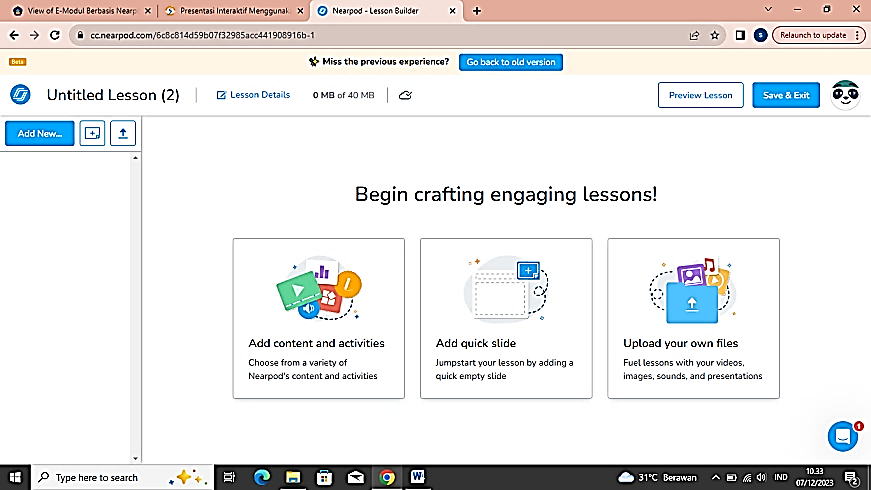 View of E-Modul Berbasis Nearp
Presentasi Interaktif Menggunak
Nearpod - Lesson Builder
cc.nearpod.com/6c8c814d59b07f32985acc441908916b-1
S
Relaunch to update
Beta
Miss the previous experience?
Go back to old version
Untitled Lesson (2)
Lesson Details
0 MB of 40 MB
Preview Lesson
Save & Exit
Add New...
Begin crafting engaging lessons!
Add content and activities
Choose from a variety of
Nearpod's content and activities
Add quick slide
Jumpstart your lesson by adding a
quick empty slide
Upload your own files
Fuel lessons with your videos,
images, sounds, and presentations
1
Type here to search
W
31°C Berawan
IND
10.33
07/12/2023
2